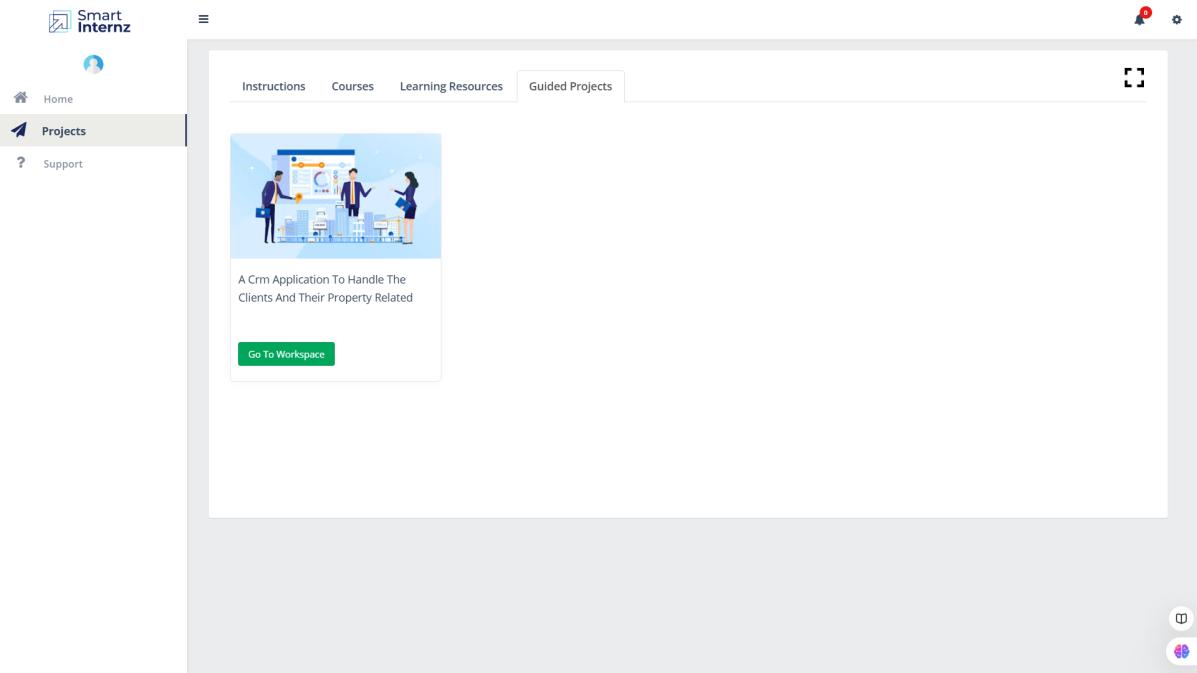 Smart
Internz
0
Home
Projects
Support
Instructions
Courses
Learning Resources
Guided Projects
A Crm Application To Handle The
Clients And Their Property Related
Go To Workspace